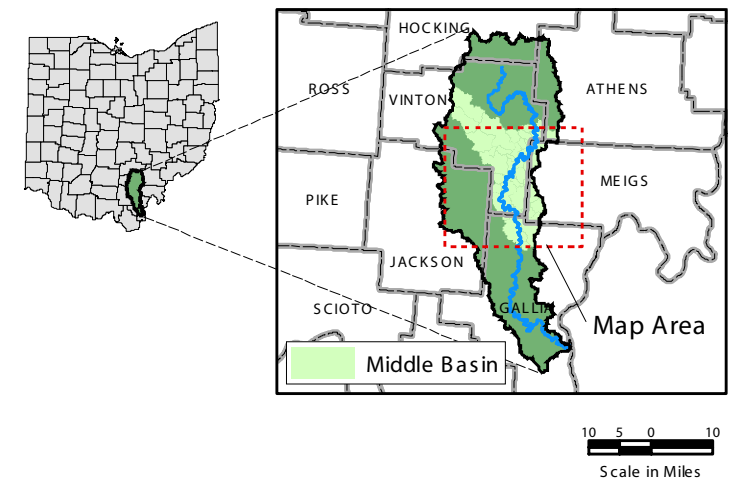 HOCKING
ROSS
VINTON
ATHENS
PIKE
MEIGS
JACKSON
SCIOTO
GALLIA
Map Area
Middle Basin
10 5 0 10
Scale in Miles